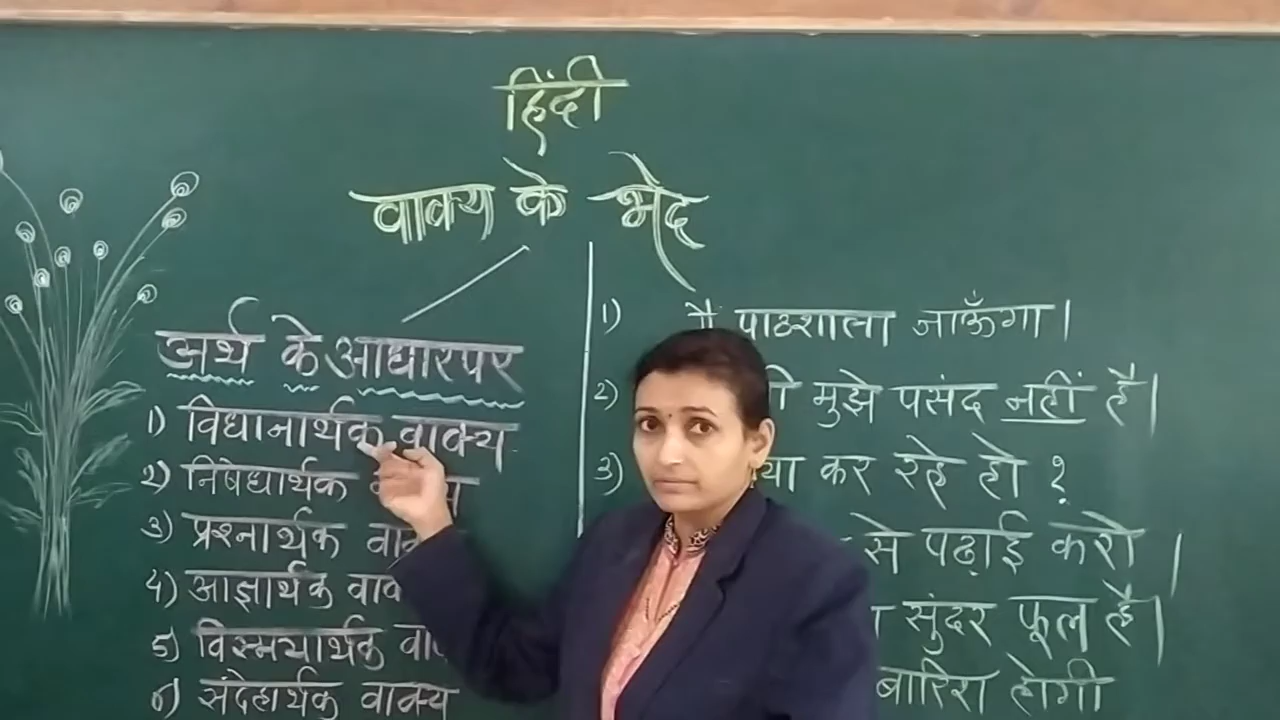 हिंदी
वाक्य के भेद
अर्थ के आधारपर
1) विधानार्थक वाक्य
2) निषेधार्थक
3) प्रश्नार्थक
4) आज्ञार्थक
5) विस्मयार्थक
6) संदेहार्थक वाक्य
1) मैं पाठशाला जाऊँगा।
2) मुझे पसंद नहीं है।
3) कर रहे हो ?
से पढ़ाई करो।
सुंदर फूल है।
बारिश होगी